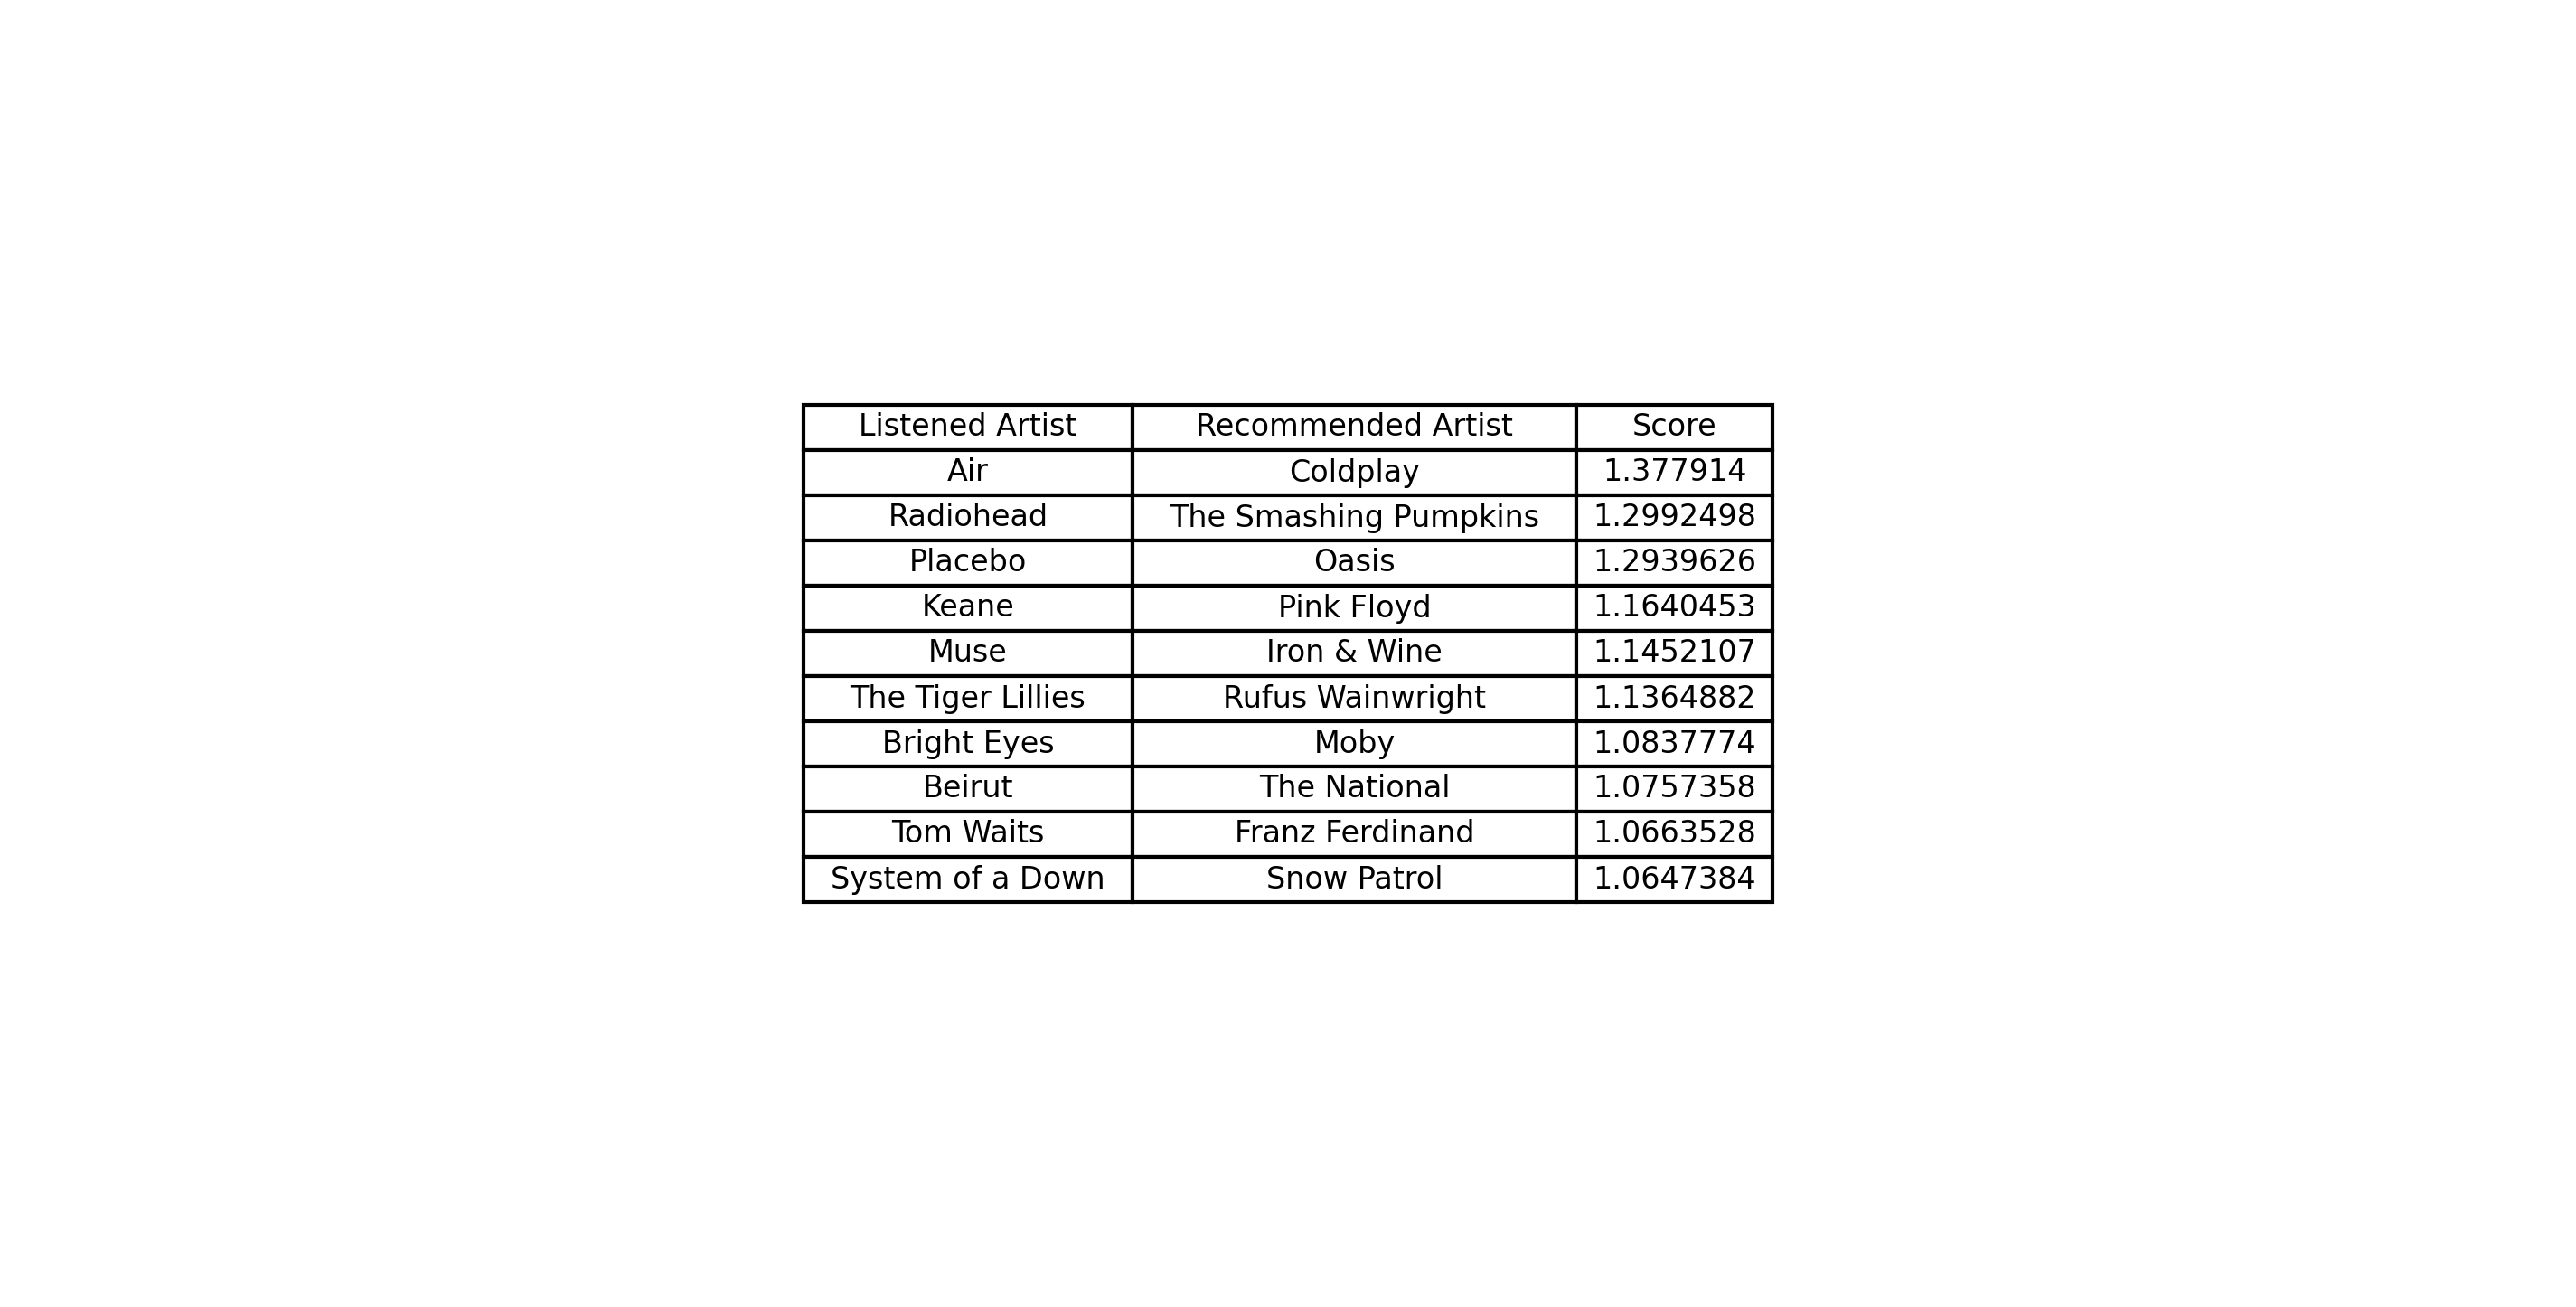 Listened Artist Recommended Artist Score
Air Coldplay 1.377914
Radiohead The Smashing Pumpkins 1.2992498
Placebo Oasis 1.2939626
Keane Pink Floyd 1.1640453
Muse Iron & Wine 1.1452107
The Tiger Lillies Rufus Wainwright 1.1364882
Bright Eyes Moby 1.0837774
Beirut The National 1.0757358
Tom Waits Franz Ferdinand 1.0663528
System of a Down Snow Patrol 1.0647384